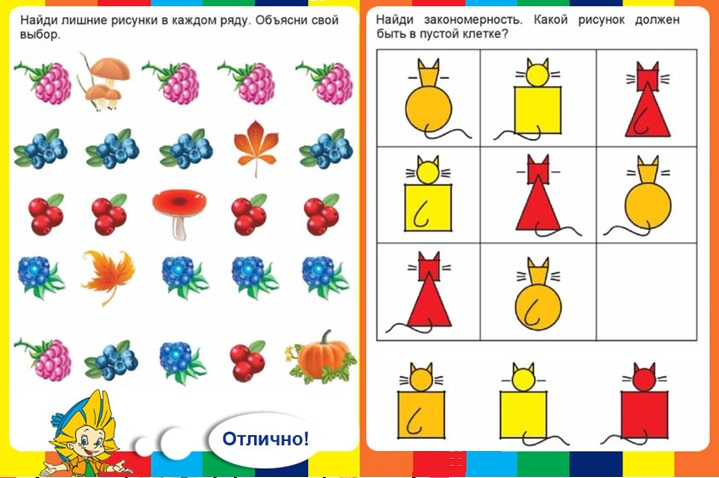 Найди лишние рисунки в каждом ряду. Объясни свой
выбор.
Найди закономерность. Какой рисунок должен
быть в пустой клетке?
Отлично!